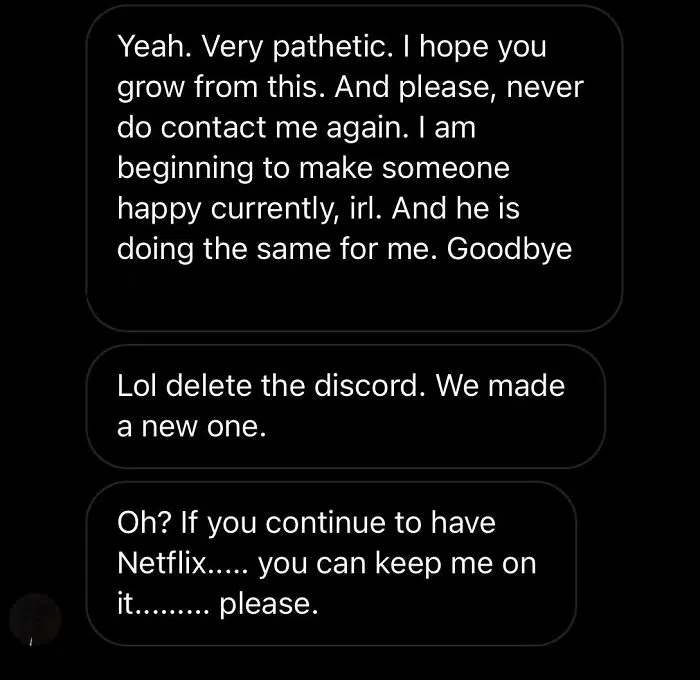 Yeah. Very pathetic. I hope you
grow from this. And please, never
do contact me again. I am
beginning to make someone
happy currently, irl. And he is
doing the same for me. Goodbye
Lol delete the discord. We made
a new one.
Oh? If you continue to have
Netflix..... you can keep me on
it......... please.